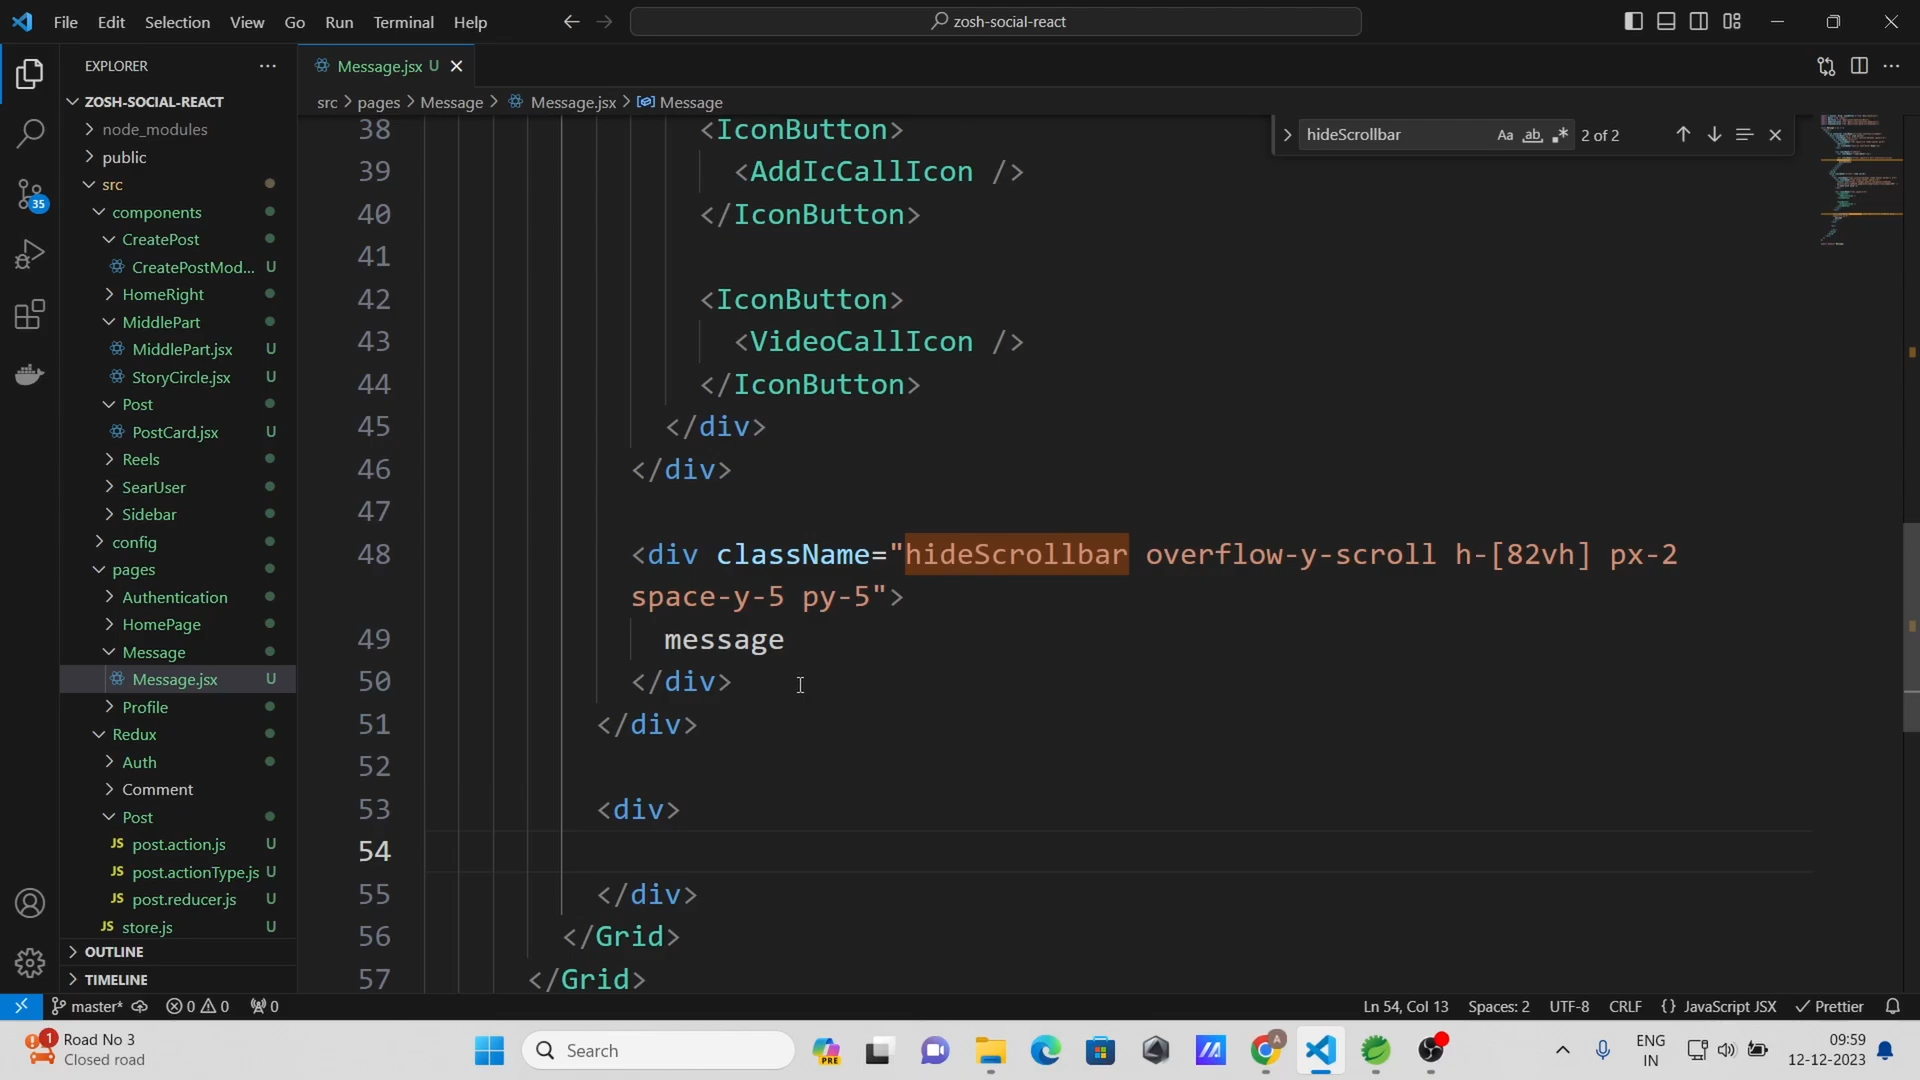 File Edit Selection View Go Run Terminal Help
zosh-social-react
EXPLORER
Message.jsx U
ZOSH-SOCIAL-REACT
src > pages > Message > Message.jsx > Message
node_modules
public
src
components
CreatePost
CreatePostMod... U
HomeRight
MiddlePart
MiddlePart.jsx U
StoryCircle.jsx U
Post
PostCard.jsx U
Reels
SearUser
Sidebar
config
pages
Authentication
HomePage
Message
Message.jsx U
Profile
Redux
Auth
Comment
Post
JS post.action.js U
JS post.actionType.js U
JS post.reducer.js U
JS store.js U
OUTLINE
TIMELINE
35
hideScrollbar Aa ab 2 of 2
38 <IconButton>
39 <AddIcCallIcon />
40 </IconButton>
41
42 <IconButton>
43 <VideoCallIcon />
44 </IconButton>
45 </div>
46 </div>
47
48 <div className="hideScrollbar overflow-y-scroll h-[82vh] px-2
space-y-5 py-5">
49 message
50 </div>
51 </div>
52
53 <div>
54
55 </div>
56 </Grid>
57 </Grid>
master* 0 0 0 Ln 54, Col 13 Spaces: 2 UTF-8 CRLF {} JavaScript JSX Prettier
1 Road No 3
Closed road
Search
PRE
A
ENG
IN
09:59
12-12-2023